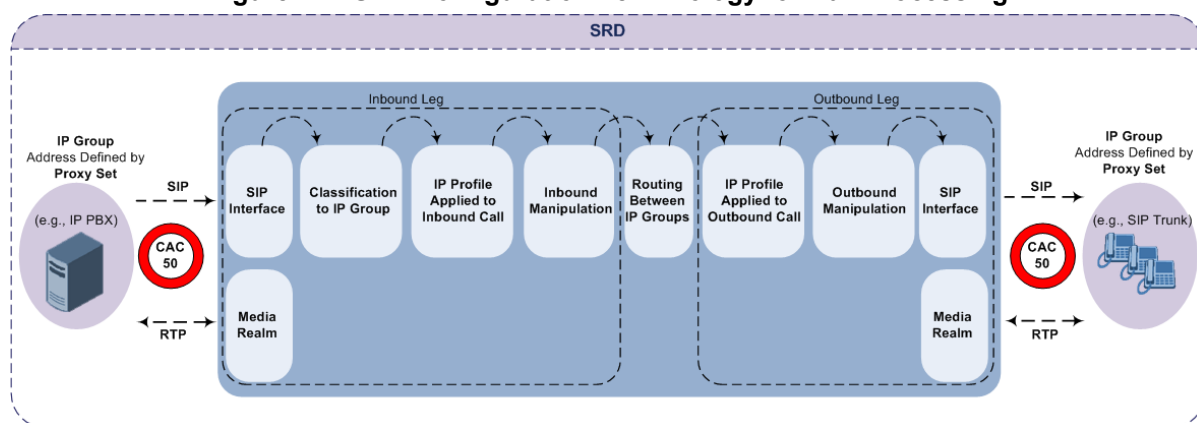 SRD
Inbound Leg
Outbound Leg
IP Group
Address Defined by
Proxy Set
(e.g., IP PBX)
SIP
CAC
50
RTP
SIP
Interface
Classification
to IP Group
IP Profile
Applied to
Inbound Call
Inbound
Manipulation
Routing
Between
IP Groups
IP Profile
Applied to
Outbound Call
Outbound
Manipulation
SIP
Interface
Media
Realm
Media
Realm
SIP
CAC
50
RTP
IP Group
Address Defined by
Proxy Set
(e.g., SIP Trunk)